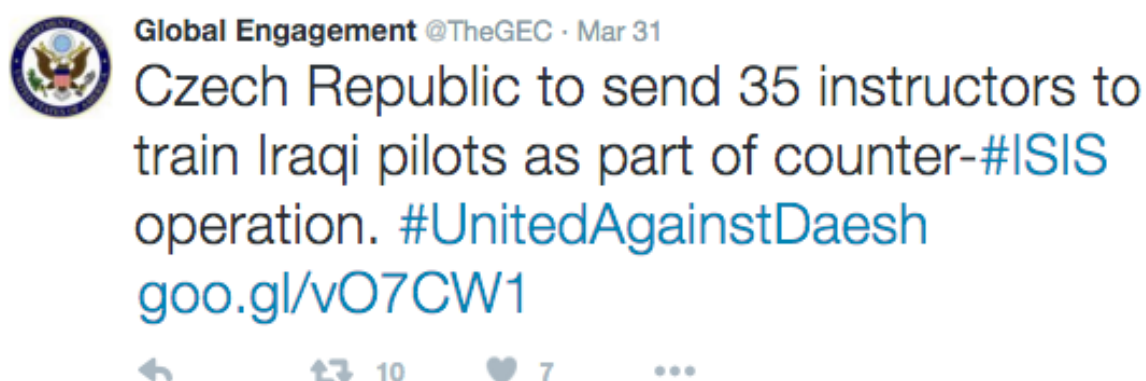 Global Engagement @TheGEC · Mar 31
Czech Republic to send 35 instructors to
train Iraqi pilots as part of counter-#ISIS
operation. #UnitedAgainstDaesh
goo.gl/vO7CW1
10 7